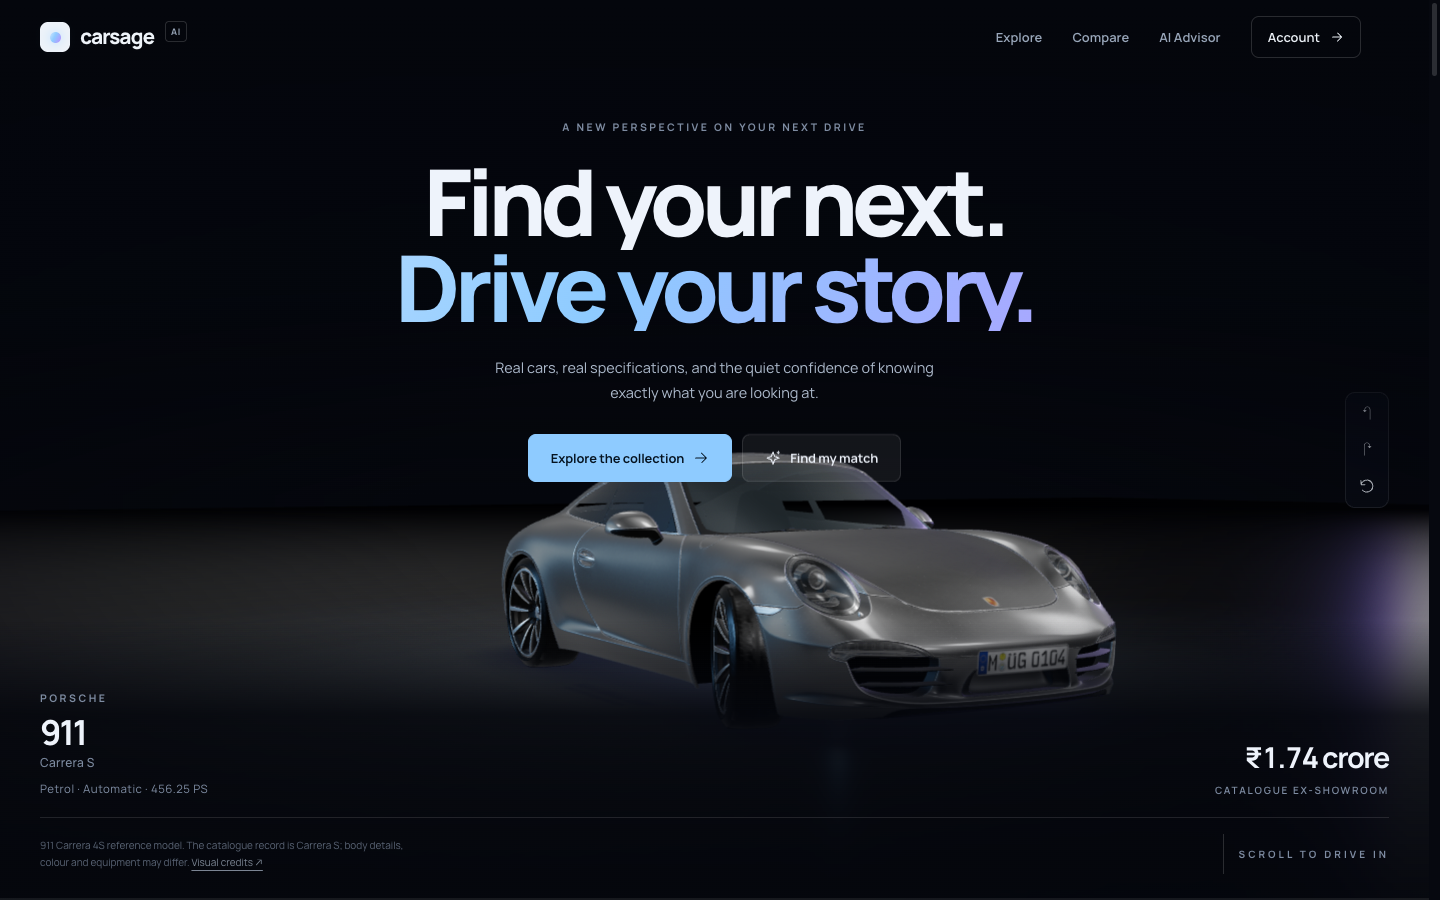 carsage AI
Explore Compare AI Advisor Account →
A NEW PERSPECTIVE ON YOUR NEXT DRIVE
Find your next.
Drive your story.
Real cars, real specifications, and the quiet confidence of knowing
exactly what you are looking at.
Explore the collection → Find my match
M ÜG 0104
PORSCHE
911
Carrera S
Petrol · Automatic · 456.25 PS
₹1.74 crore
CATALOGUE EX-SHOWROOM
911 Carrera 4S reference model. The catalogue record is Carrera S; body details,
colour and equipment may differ. Visual credits ↗
SCROLL TO DRIVE IN